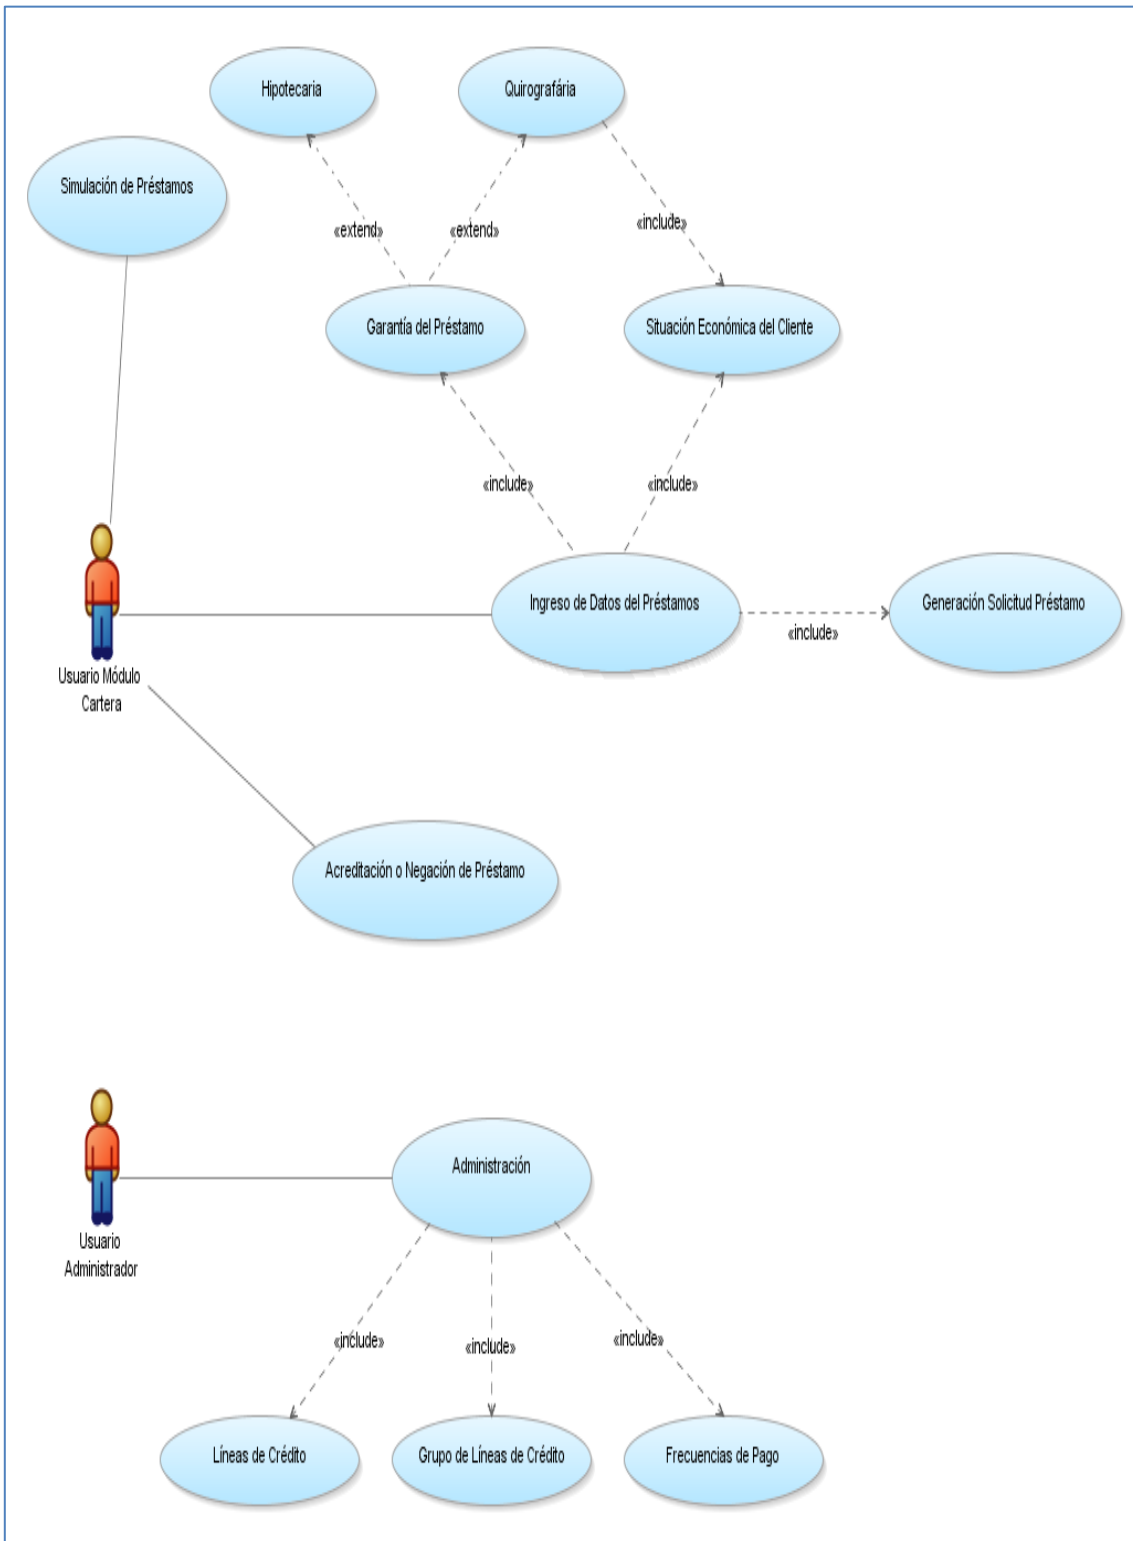 Hipotecaria
Quirografária
Simulación de Préstamos
«extend»
«extend»
«include»
Garantía del Préstamo
Situación Económica del Cliente
«include»
«include»
Ingreso de Datos del Préstamos
Generación Solicitud Préstamo
«include»
Usuario Módulo
Cartera
Acreditación o Negación de Préstamo
Administración
Usuario
Administrador
«include»
«include»
«include»
Líneas de Crédito
Grupo de Líneas de Crédito
Frecuencias de Pago